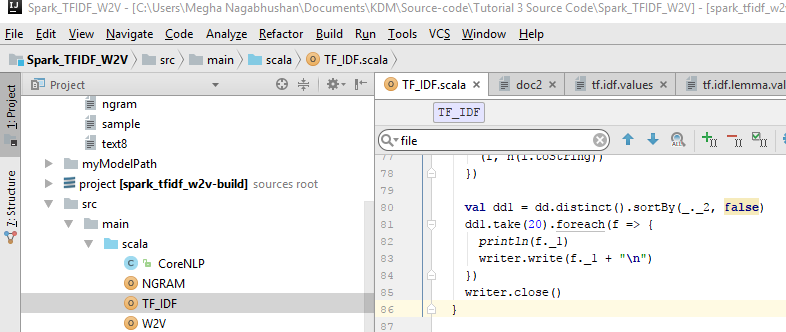 Spark_TFIDF_W2V - [C:\Users\Megha Nagabhushan\Documents\KDM\Source-code\Tutorial 3 Source Code\Spark_TFIDF_W2V] - [spark_tfidf_w2
File Edit View Navigate Code Analyze Refactor Build Run Tools VCS Window Help
Spark_TFIDF_W2V src main scala TF_IDF.scala
1: Project
7: Structure
Project
ngram
sample
text8
myModelPath
project [spark_tfidf_w2v-build] sources root
src
main
scala
CoreNLP
NGRAM
TF_IDF
W2V
TF_IDF.scala doc2 tf.idf.values tf.idf.lemma.val
TF_IDF
file
77 (i, h(i.toString))
78 })
79
80 val dd1 = dd.distinct().sortBy(_._2, false)
81 dd1.take(20).foreach(f => {
82 println(f._1)
83 writer.write(f._1 + "\n")
84 })
85 writer.close()
86 }
87